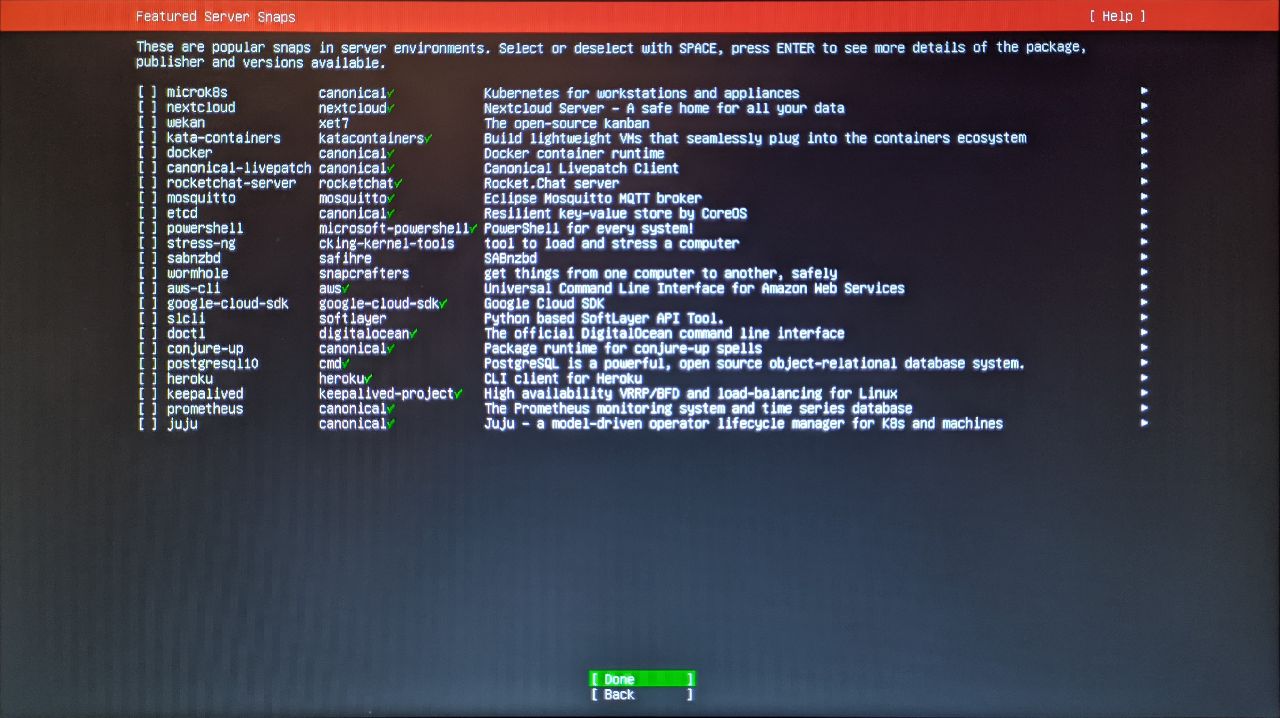 Featured Server Snaps [ Help ]
These are popular snaps in server environments. Select or deselect with SPACE, press ENTER to see more details of the package,
publisher and versions available.
[ ] microk8s canonical✓ Kubernetes for workstations and appliances ►
[ ] nextcloud nextcloud✓ Nextcloud Server - A safe home for all your data ►
[ ] wekan xet7 The open-source kanban ►
[ ] kata-containers katacontainers✓ Build lightweight VMs that seamlessly plug into the containers ecosystem ►
[ ] docker canonical✓ Docker container runtime ►
[ ] canonical-livepatch canonical✓ Canonical Livepatch Client ►
[ ] rocketchat-server rocketchat✓ Rocket.Chat server ►
[ ] mosquitto mosquitto✓ Eclipse Mosquitto MQTT broker ►
[ ] etcd canonical✓ Resilient key-value store by CoreOS ►
[ ] powershell microsoft-powershell✓ PowerShell for every system! ►
[ ] stress-ng cking-kernel-tools tool to load and stress a computer ►
[ ] sabnzbd safihre SABnzbd ►
[ ] wormhole snapcrafters get things from one computer to another, safely ►
[ ] aws-cli aws✓ Universal Command Line Interface for Amazon Web Services ►
[ ] google-cloud-sdk google-cloud-sdk✓ Google Cloud SDK ►
[ ] slcli softlayer Python based SoftLayer API Tool. ►
[ ] doctl digitalocean✓ The official DigitalOcean command line interface ►
[ ] conjure-up canonical✓ Package runtime for conjure-up spells ►
[ ] postgresql10 cmd✓ PostgreSQL is a powerful, open source object-relational database system. ►
[ ] heroku heroku✓ CLI client for Heroku ►
[ ] keepalived keepalived-project✓ High availability VRRP/BFD and load-balancing for Linux ►
[ ] prometheus canonical✓ The Prometheus monitoring system and time series database ►
[ ] juju canonical✓ Juju - a model-driven operator lifecycle manager for K8s and machines ►
[ Done ]
[ Back ]